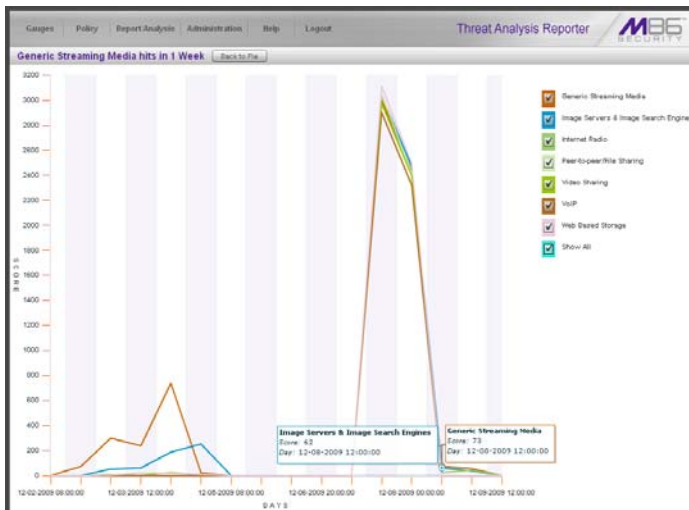 Gauges Policy Report/Analysis Administration Help Logout
Threat Analysis Reporter
M86
SECURITY
Generic Streaming Media hits in 1 Week
Back to Pie
3200
3000
2800
2600
2400
2200
2000
1800
1600
1400
1200
1000
800
600
400
200
0
SCORE
Generic Streaming Media
Image Servers & Image Search Engine
Internet Radio
Peer-to-peer/File Sharing
Video Sharing
VoIP
Web Based Storage
Show All
Image Servers & Image Search Engines
Score: 63
Day: 12-08-2009 12:00:00
Generic Streaming Media
Score: 73
Day: 12-08-2009 12:00:00
12-02-2009 08:00:00
12-03-2009 12:00:00
12-05-2009 08:00:00
12-06-2009 20:00:00
12-08-2009 00:00:00
12-09-2009 12:00:00
DAYS